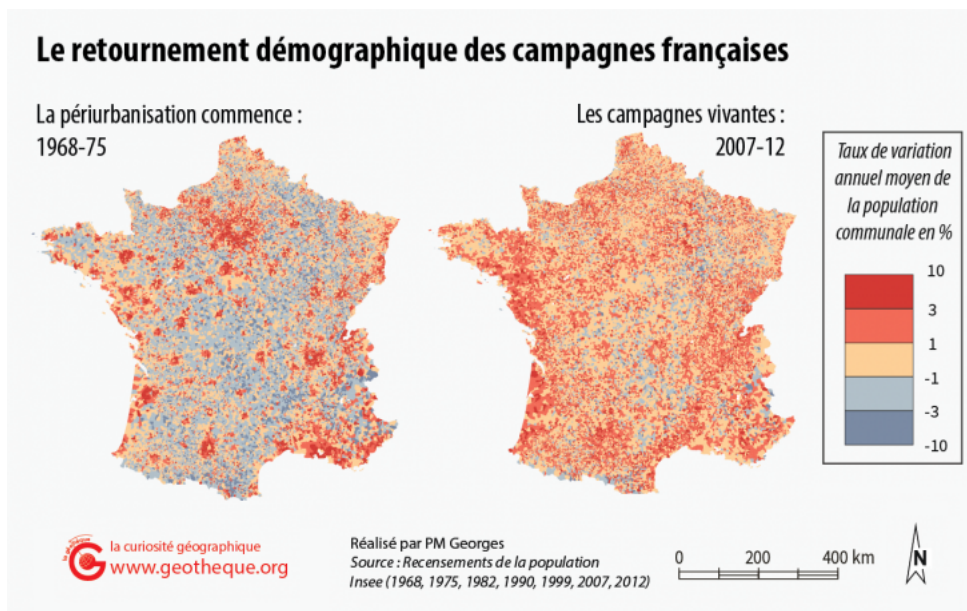 Le retournement démographique des campagnes françaises
La périurbanisation commence :
1968-75
Les campagnes vivantes :
2007-12
Taux de variation
annuel moyen de
la population
communale en %
10
3
1
-1
-3
-10
la curiosité géographique
www.geotheque.org
Réalisé par PM Georges
Source : Recensements de la population
Insee (1968, 1975, 1982, 1990, 1999, 2007, 2012)
0 200 400 km
N